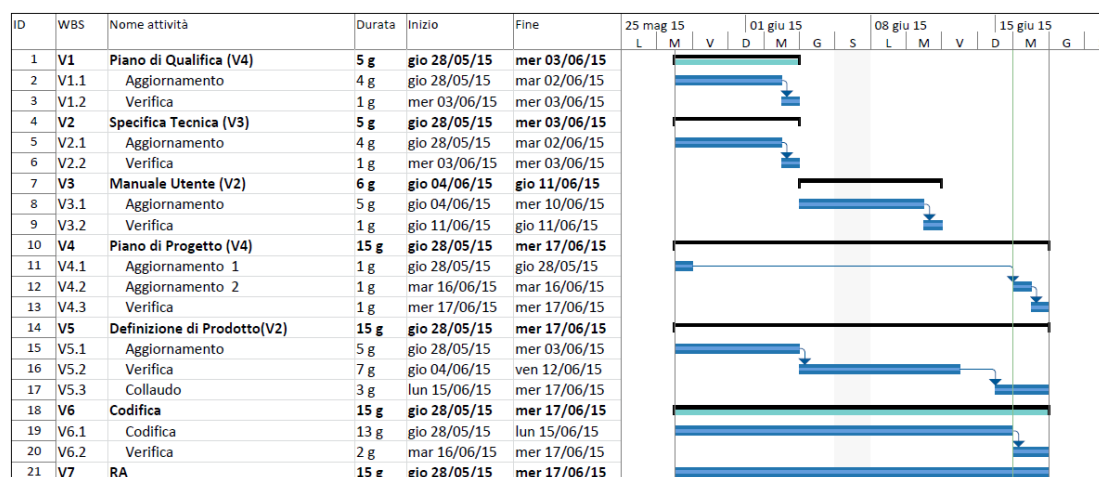 ID WBS Nome attività Durata Inizio Fine 25 mag 15 01 giu 15 08 giu 15 15 giu 15
L M V D M G S L M V D M G
1 V1 Piano di Qualifica (V4) 5 g gio 28/05/15 mer 03/06/15
2 V1.1 Aggiornamento 4 g gio 28/05/15 mar 02/06/15
3 V1.2 Verifica 1 g mer 03/06/15 mer 03/06/15
4 V2 Specifica Tecnica (V3) 5 g gio 28/05/15 mer 03/06/15
5 V2.1 Aggiornamento 4 g gio 28/05/15 mar 02/06/15
6 V2.2 Verifica 1 g mer 03/06/15 mer 03/06/15
7 V3 Manuale Utente (V2) 6 g gio 04/06/15 gio 11/06/15
8 V3.1 Aggiornamento 5 g gio 04/06/15 mer 10/06/15
9 V3.2 Verifica 1 g gio 11/06/15 gio 11/06/15
10 V4 Piano di Progetto (V4) 15 g gio 28/05/15 mer 17/06/15
11 V4.1 Aggiornamento 1 1 g gio 28/05/15 gio 28/05/15
12 V4.2 Aggiornamento 2 1 g mar 16/06/15 mar 16/06/15
13 V4.3 Verifica 1 g mer 17/06/15 mer 17/06/15
14 V5 Definizione di Prodotto(V2) 15 g gio 28/05/15 mer 17/06/15
15 V5.1 Aggiornamento 5 g gio 28/05/15 mer 03/06/15
16 V5.2 Verifica 7 g gio 04/06/15 ven 12/06/15
17 V5.3 Collaudo 3 g lun 15/06/15 mer 17/06/15
18 V6 Codifica 15 g gio 28/05/15 mer 17/06/15
19 V6.1 Codifica 13 g gio 28/05/15 lun 15/06/15
20 V6.2 Verifica 2 g mar 16/06/15 mer 17/06/15
21 V7 RA 15 g gio 28/05/15 mer 17/06/15